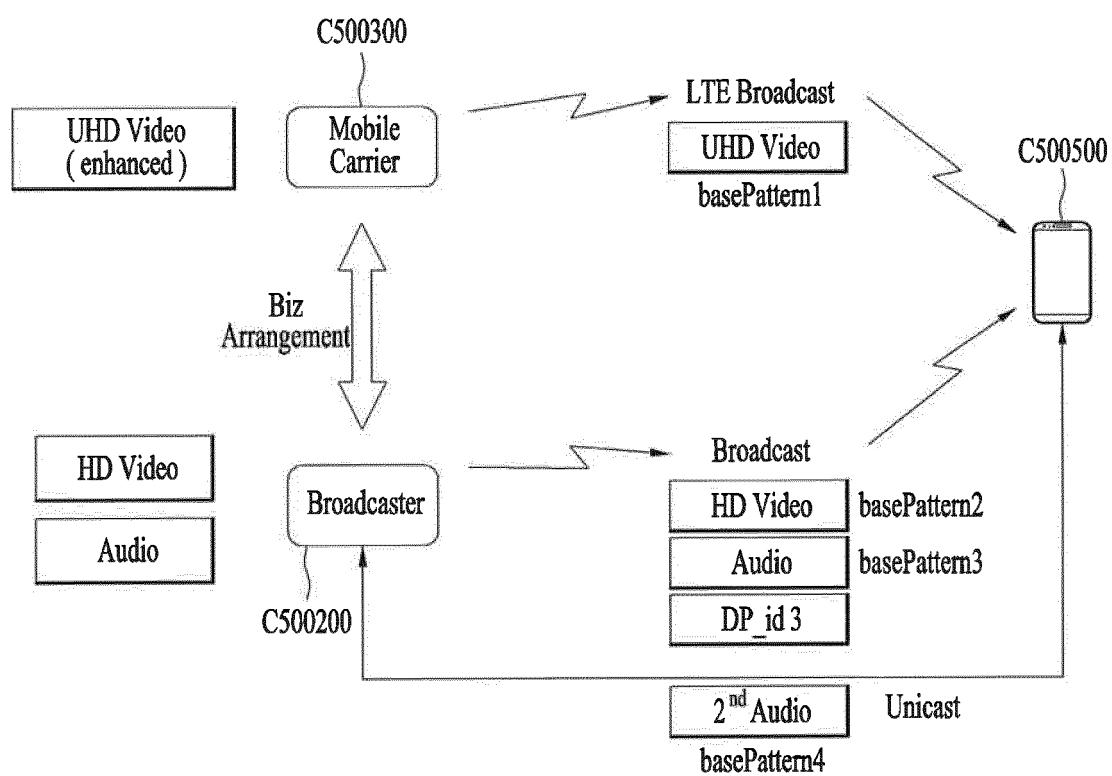 C500300
UHD Video
( enhanced )
Mobile
Carrier
LTE Broadcast
UHD Video
basePattern1
C500500
Biz
Arrangement
HD Video
Audio
Broadcaster
C500200
Broadcast
HD Video
basePattern2
Audio
basePattern3
DP_id 3
2nd Audio
Unicast
basePattern4